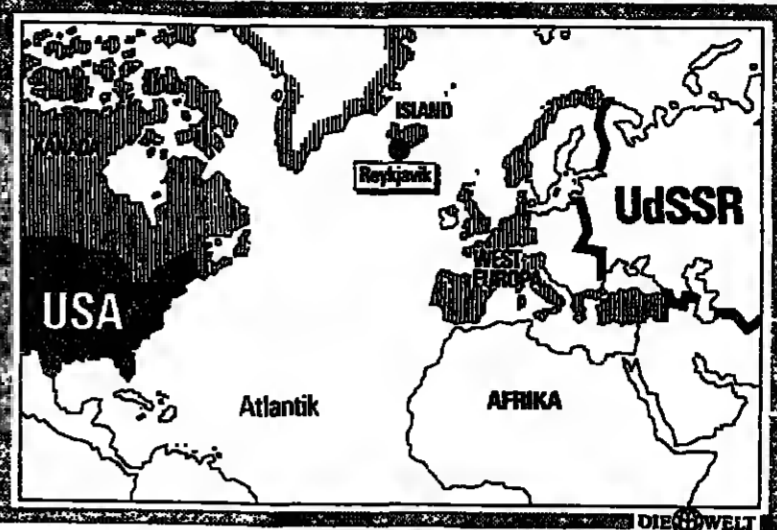 KANADA
ISLAND
Reykjavik
UdSSR
WEST
EUROPA
USA
Atlantik
AFRIKA
DIE WELT